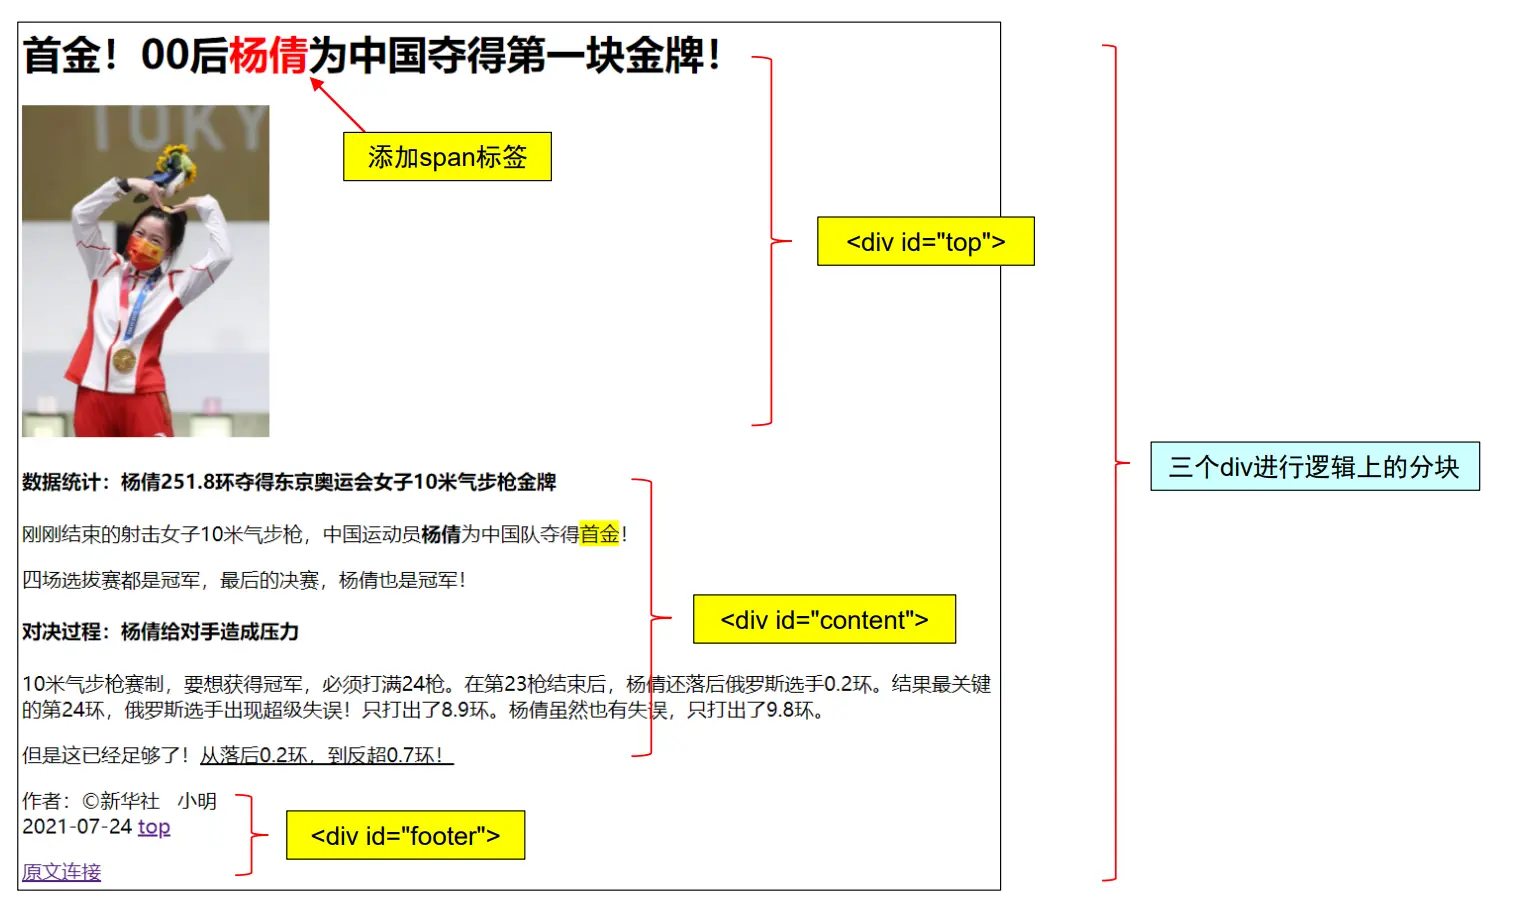 首金！00后杨倩为中国夺得第一块金牌！
TOKY
添加span标签
<div id="top">
三个div进行逻辑上的分块
数据统计：杨倩251.8环夺得东京奥运会女子10米气步枪金牌
刚刚结束的射击女子10米气步枪，中国运动员杨倩为中国队夺得首金！
四场选拔赛都是冠军，最后的决赛，杨倩也是冠军！
<div id="content">
对决过程：杨倩给对手造成压力
10米气步枪赛制，要想获得冠军，必须打满24枪。在第23枪结束后，杨倩还落后俄罗斯选手0.2环。结果最关键
的第24环，俄罗斯选手出现超级失误！只打出了8.9环。杨倩虽然也有失误，只打出了9.8环。
但是这已经足够了！从落后0.2环，到反超0.7环！
作者：©新华社 小明
2021-07-24 top
<div id="footer">
原文连接